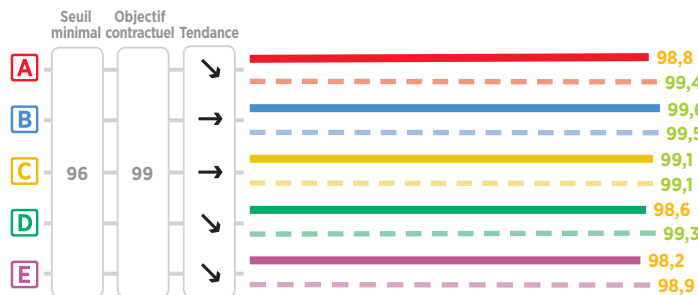 Seuil minimal
Objectif contractuel
Tendance
A
98,8
99,4
B
99,6
99,5
C
96
99
99,1
99,1
D
98,6
99,3
E
98,2
98,9